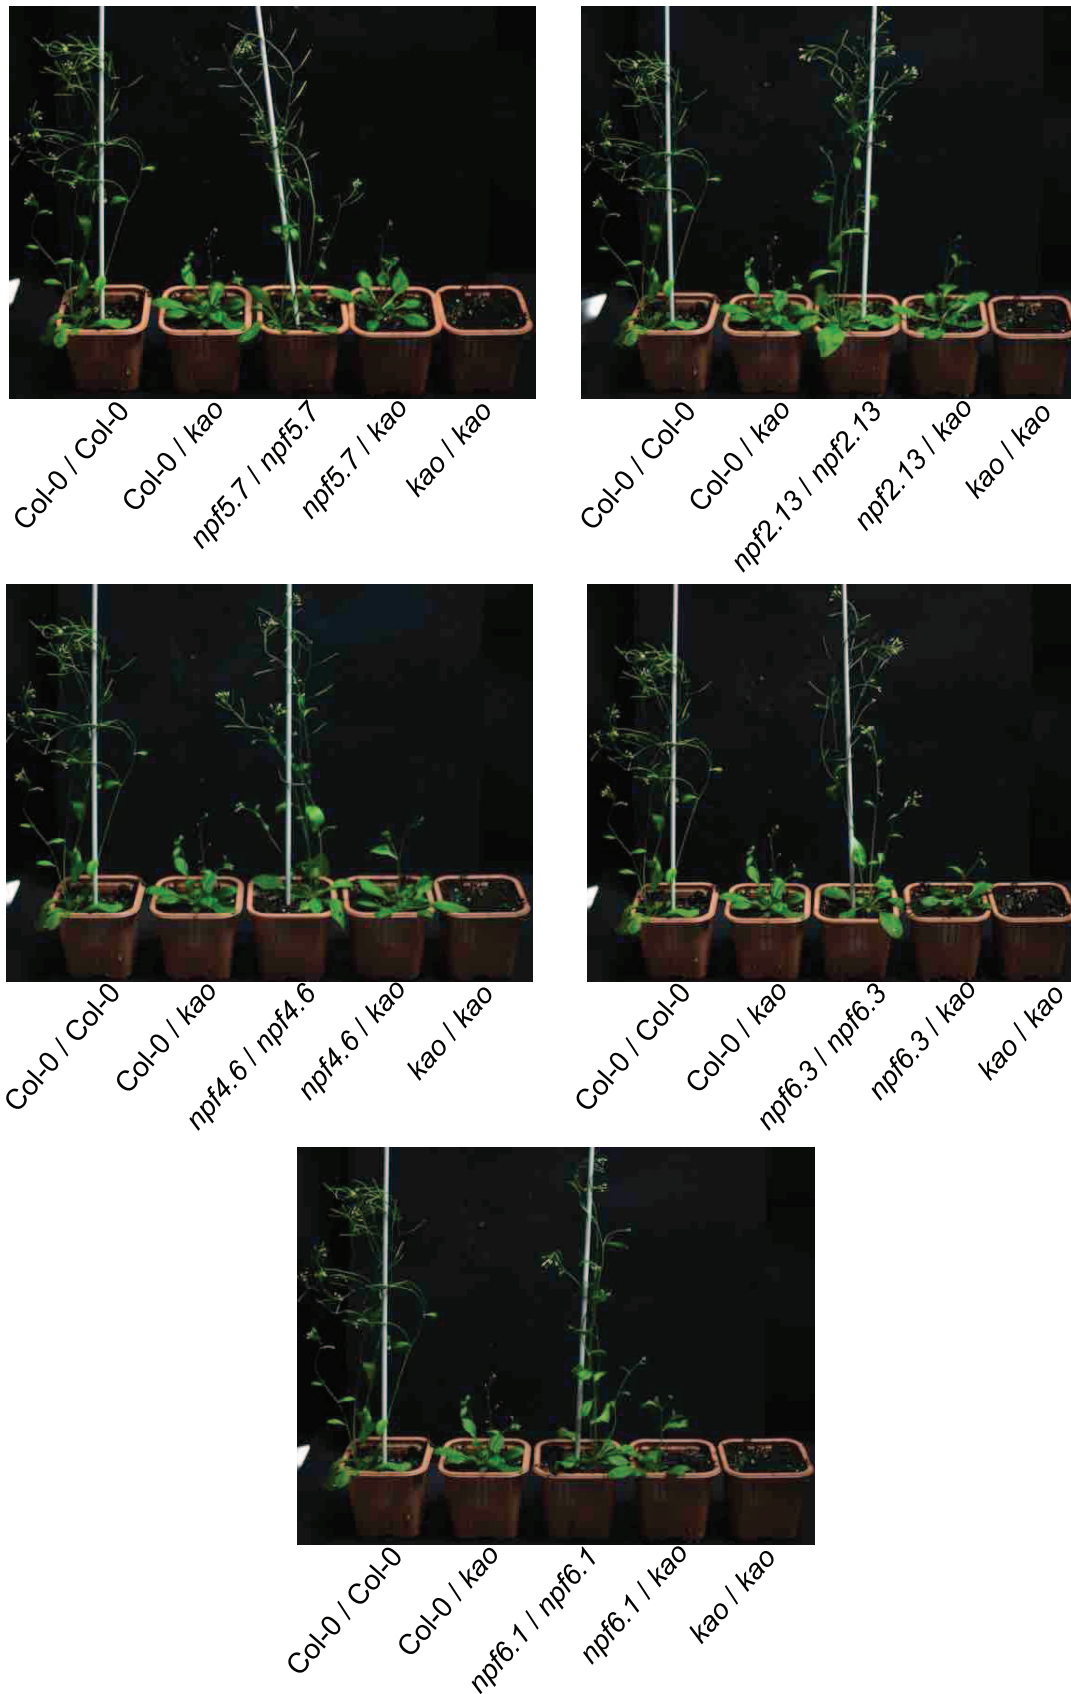 Col-0 / Col-0
Col-0 / kao
npf5.7 / npf5.7
npf5.7 / kao
kao / kao
Col-0 / Col-0
Col-0 / kao
npf2.13 / npf2.13
npf2.13 / kao
kao / kao
Col-0 / Col-0
Col-0 / kao
npf4.6 / npf4.6
npf4.6 / kao
kao / kao
Col-0 / Col-0
Col-0 / kao
npf6.3 / npf6.3
npf6.3 / kao
kao / kao
Col-0 / Col-0
Col-0 / kao
npf6.1 / npf6.1
npf6.1 / kao
kao / kao